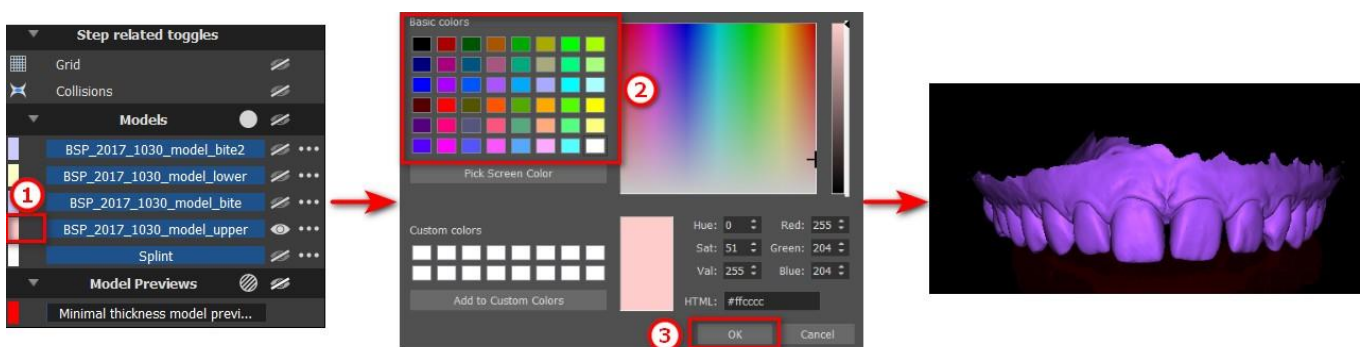 Step related toggles
Grid
Collisions
Models
BSP_2017_1030_model_bite2
BSP_2017_1030_model_lower
1
BSP_2017_1030_model_bite
BSP_2017_1030_model_upper
Splint
Model Previews
Minimal thickness model previ...
Basic colors
2
Pick Screen Color
Custom colors
Add to Custom Colors
Hue: 0 Red: 255
Sat: 51 Green: 204
Val: 255 Blue: 204
HTML: #ffcccc
3
OK Cancel